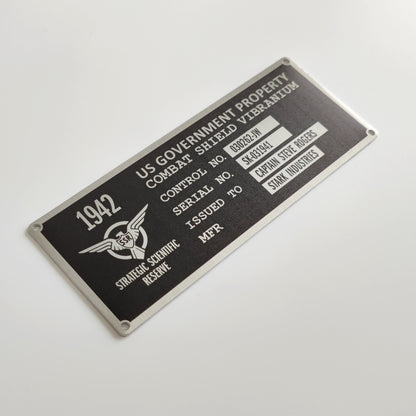 1942
SSR
STRATEGIC SCIENTIFIC
RESERVE
US GOVERNMENT PROPERTY
COMBAT SHIELD VIBRANIUM
CONTROL NO. 030262-JW
SERIAL NO. SK-031941
ISSUED TO CAPTAIN STEVE ROGERS
MFR STARK INDUSTRIES